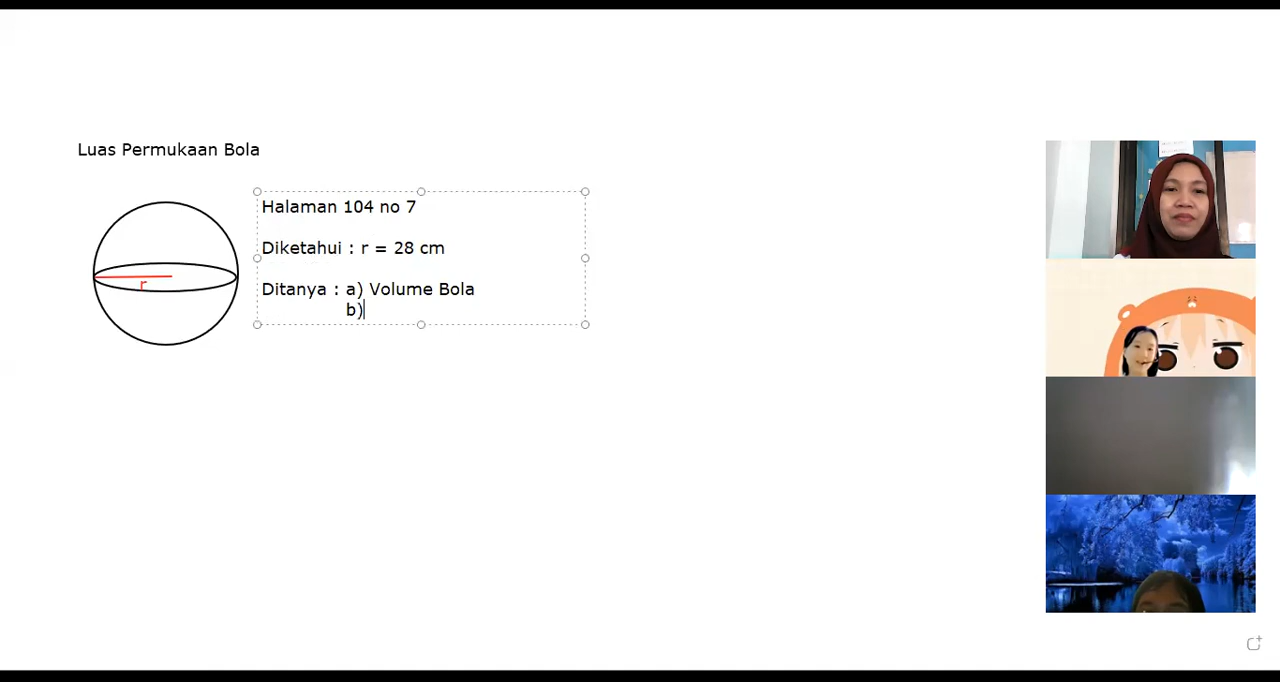 Luas Permukaan Bola
Halaman 104 no 7
Diketahui : r = 28 cm
Ditanya : a) Volume Bola
b)
r